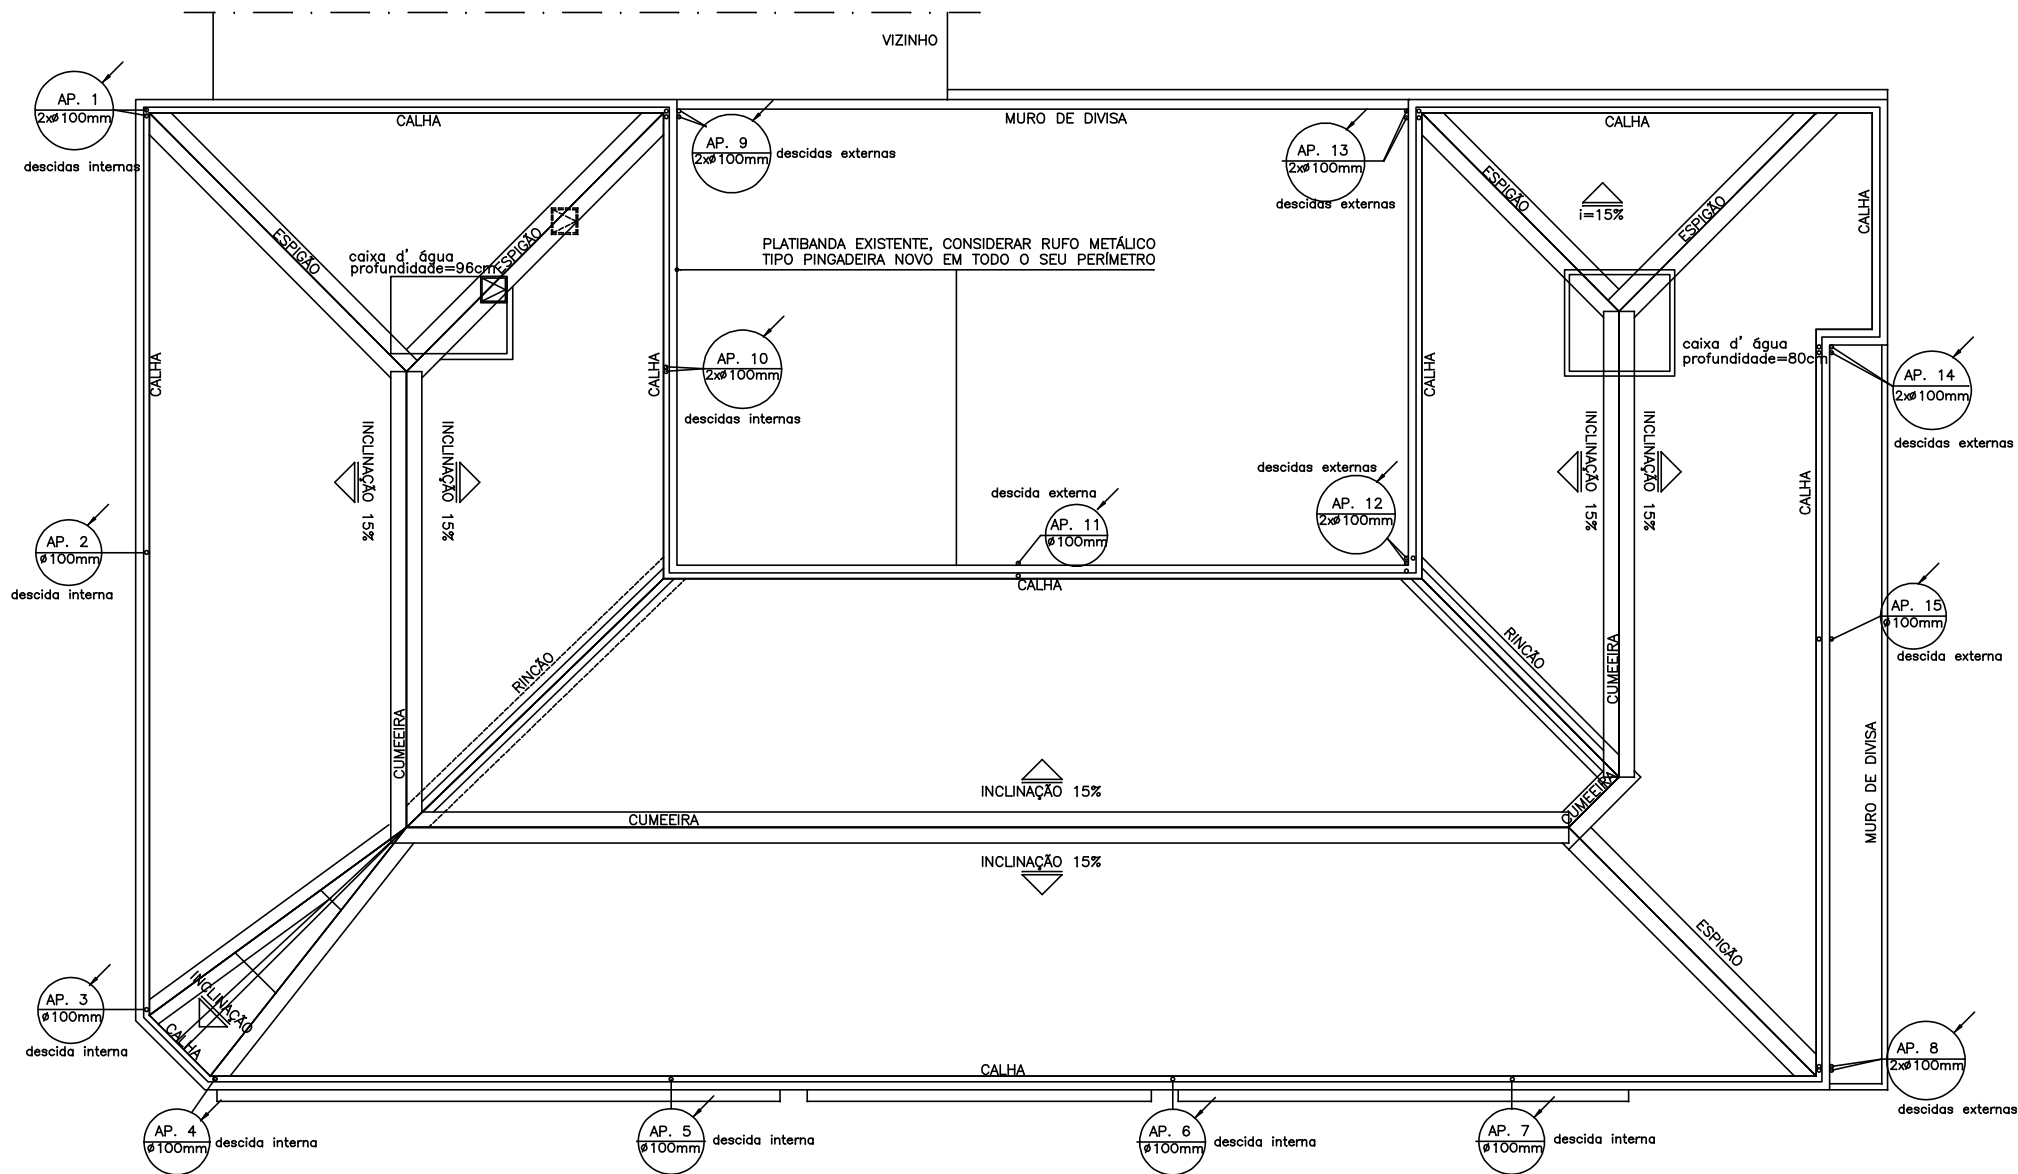 VIZINHO
AP. 1
2xø100mm
descidas internas
CALHA
AP. 9
2xø100mm
descidas externas
MURO DE DIVISA
AP. 13
2xø100mm
descidas externas
CALHA
ESPIGÃO
i=15%
ESPIGÃO
CALHA
ESPIGÃO
ESPIGÃO
caixa d' água
profundidade=96cm
PLATIBANDA EXISTENTE, CONSIDERAR RUFO METÁLICO
TIPO PINGADEIRA NOVO EM TODO O SEU PERÍMETRO
CALHA
CALHA
AP. 10
2xø100mm
descidas internas
CALHA
caixa d' água
profundidade=80cm
AP. 14
2xø100mm
descidas externas
INCLINAÇÃO 15%
INCLINAÇÃO 15%
INCLINAÇÃO 15%
INCLINAÇÃO 15%
CALHA
descidas externas
AP. 12
2xø100mm
descida externa
AP. 11
ø100mm
CALHA
AP. 2
ø100mm
descida interna
AP. 15
ø100mm
descida externa
RINCÃO
RINCÃO
CUMEEIRA
CUMEEIRA
CUMEEIRA
MURO DE DIVISA
INCLINAÇÃO 15%
CUMEEIRA
INCLINAÇÃO 15%
ESPIGÃO
INCLINAÇÃO
CALHA
AP. 3
ø100mm
descida interna
CALHA
AP. 8
2xø100mm
descidas externas
AP. 4
ø100mm
descida interna
AP. 5
ø100mm
descida interna
AP. 6
ø100mm
descida interna
AP. 7
ø100mm
descida interna